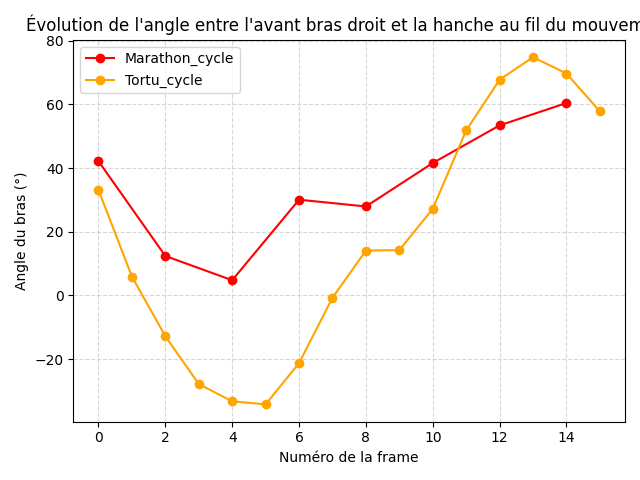 Évolution de l'angle entre l'avant bras droit et la hanche au fil du mouvem
80
Marathon_cycle
Tortu_cycle
60
40
20
0
−20
Angle du bras (°)
0 2 4 6 8 10 12 14
Numéro de la frame